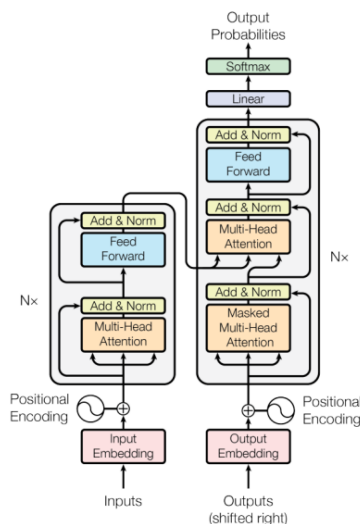 Output
Probabilities
Softmax
Linear
Add & Norm
Feed
Forward
Add & Norm
Multi-Head
Attention
Nx
Add & Norm
Masked
Multi-Head
Attention
Add & Norm
Feed
Forward
Nx
Add & Norm
Multi-Head
Attention
Positional
Encoding
Positional
Encoding
Input
Embedding
Output
Embedding
Inputs
Outputs
(shifted right)